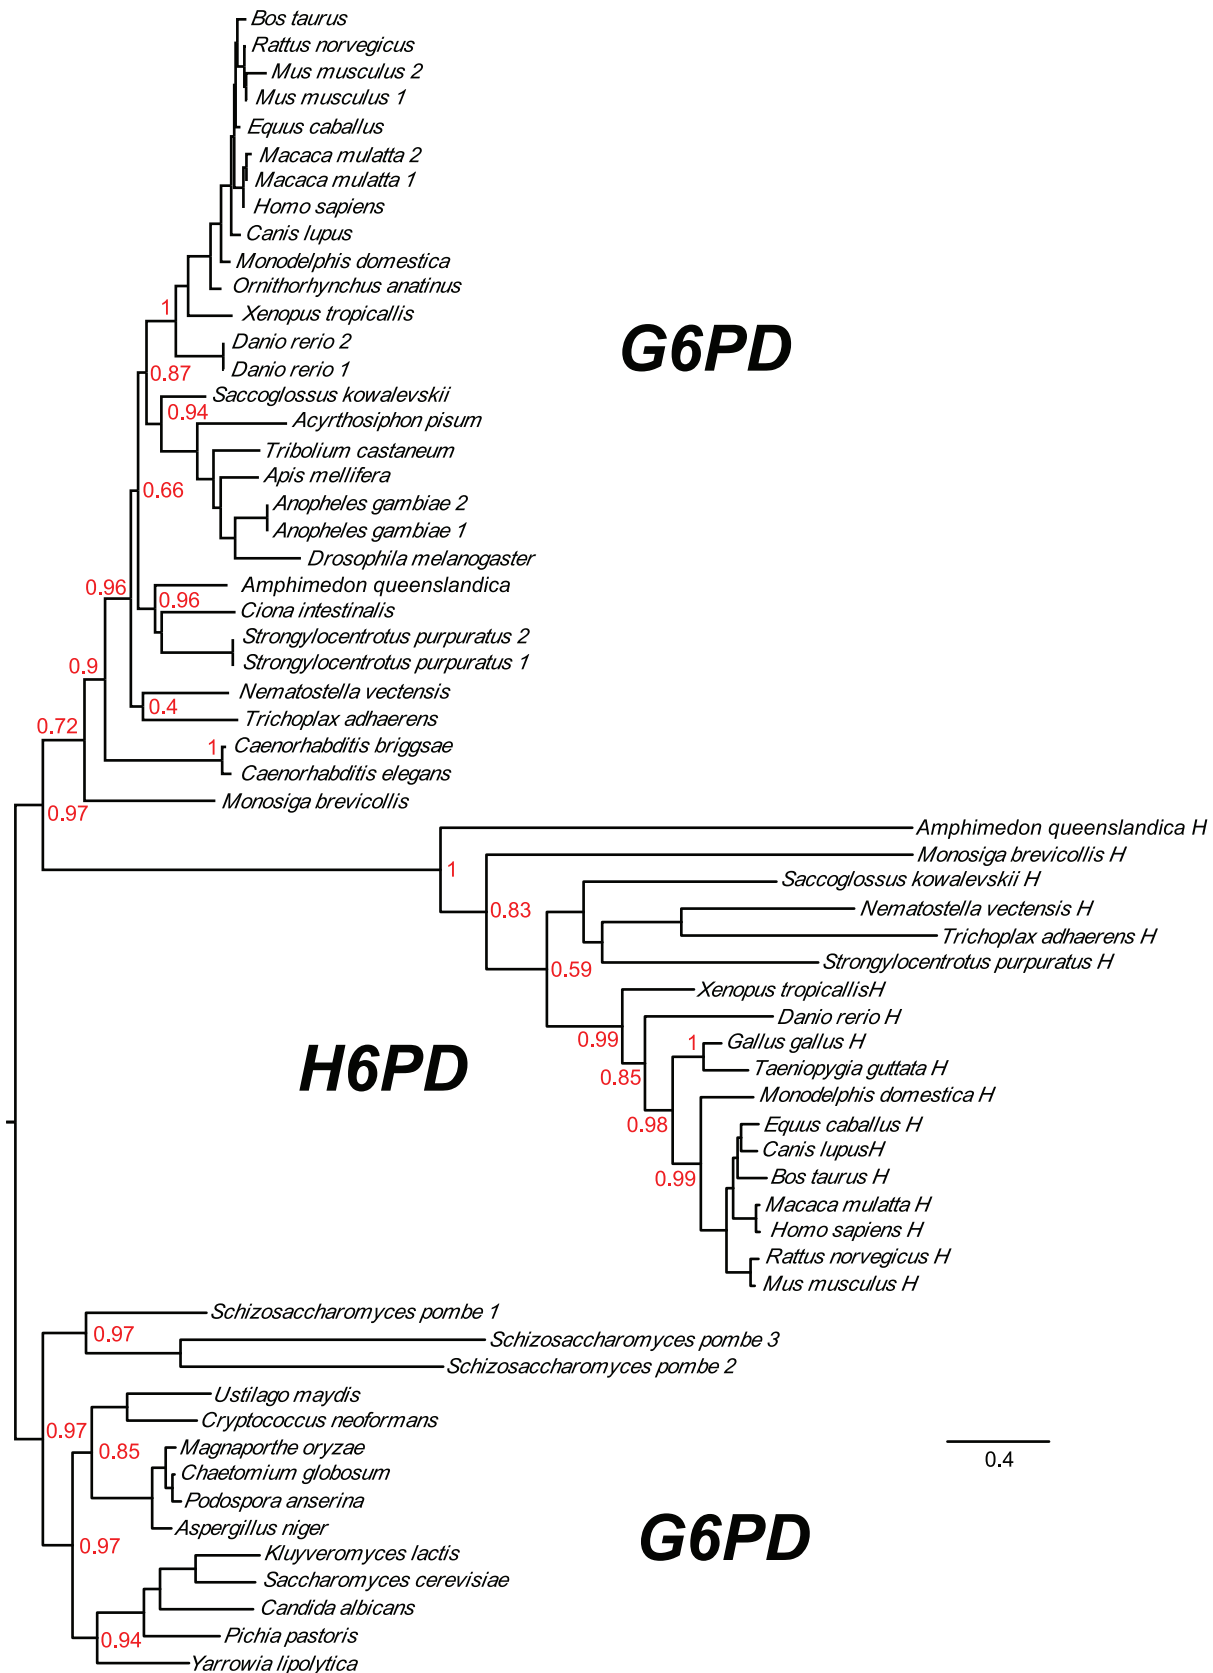 Bos taurus
Rattus norvegicus
Mus musculus 2
Mus musculus 1
Equus caballus
Macaca mulatta 2
Macaca mulatta 1
Homo sapiens
Canis lupus
Monodelphis domestica
Ornithorhynchus anatinus
1
Xenopus tropicallis
G6PD
Danio rerio 2
Danio rerio 1
0.87
Saccoglossus kowalevskii
0.94
Acyrthosiphon pisum
Tribolium castaneum
Apis mellifera
0.66
Anopheles gambiae 2
Anopheles gambiae 1
Drosophila melanogaster
0.96
Amphimedon queenslandica
0.96
Ciona intestinalis
Strongylocentrotus purpuratus 2
Strongylocentrotus purpuratus 1
0.9
Nematostella vectensis
0.4
Trichoplax adhaerens
0.72
1
Caenorhabditis briggsae
Caenorhabditis elegans
Monosiga brevicollis
0.97
Amphimedon queenslandica H
Monosiga brevicollis H
1
Saccoglossus kowalevskii H
0.83
Nematostella vectensis H
Trichoplax adhaerens H
Strongylocentrotus purpuratus H
0.59
Xenopus tropicallisH
Danio rerio H
0.99
Gallus gallus H
1
H6PD
Taeniopygia guttata H
0.85
Monodelphis domestica H
0.98
Equus caballus H
Canis lupusH
0.99
Bos taurus H
Macaca mulatta H
Homo sapiens H
Rattus norvegicus H
Mus musculus H
Schizosaccharomyces pombe 1
0.97
Schizosaccharomyces pombe 3
Schizosaccharomyces pombe 2
Ustilago maydis
Cryptococcus neoformans
0.97
0.85
Magnaporthe oryzae
0.4
Chaetomium globosum
Podospora anserina
Aspergillus niger
G6PD
0.97
Kluyveromyces lactis
Saccharomyces cerevisiae
Candida albicans
Pichia pastoris
0.94
Yarrowia lipolytica